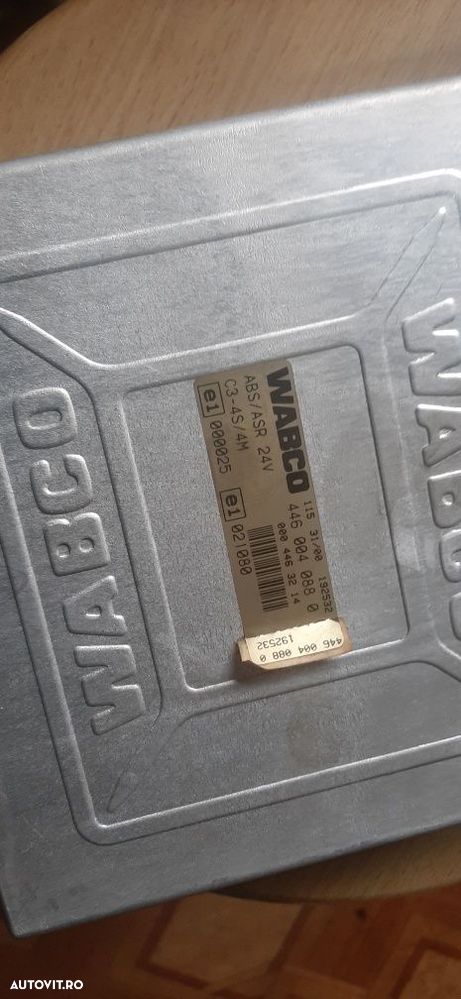 WABCO
WABCO
WABCO 115 31/00 192532
446 004 088 0
ABS/ASR 24V 000 446 32 14
C3-4S/4M
e1 000025 e1 021080
446 004 088 0
192532
AUTOVIT.RO